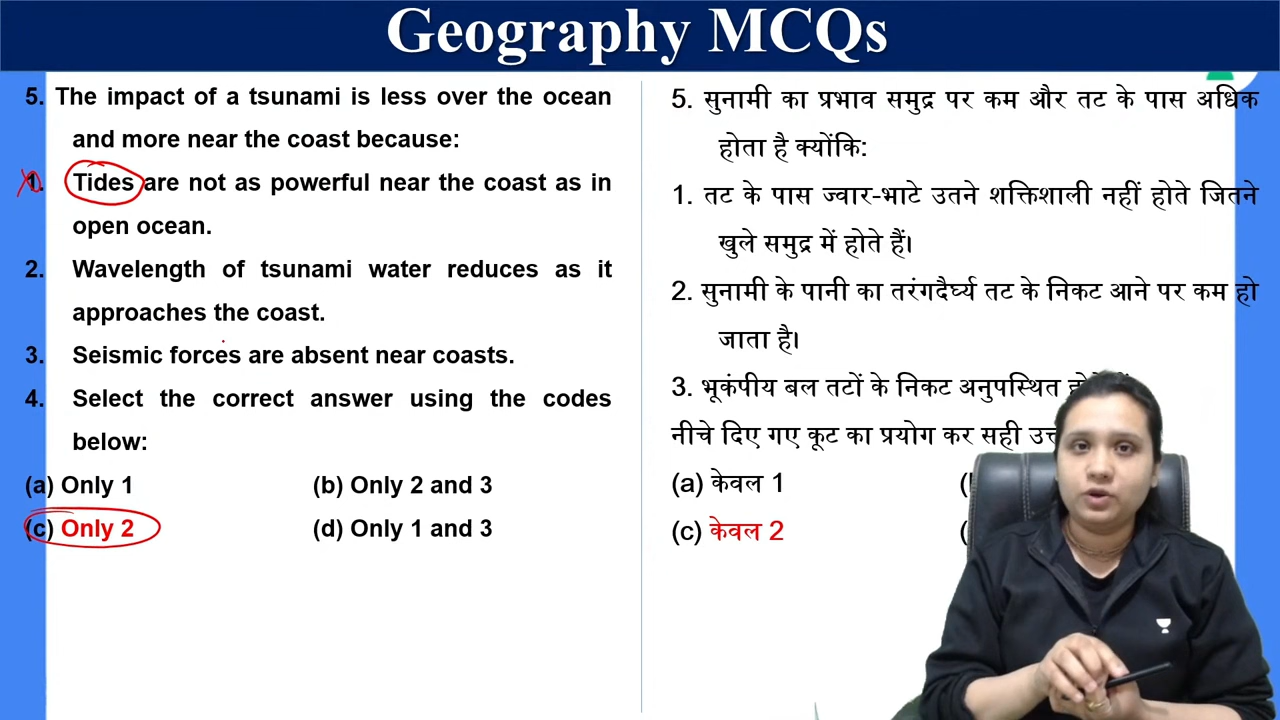 Geography MCQs
5. The impact of a tsunami is less over the ocean
and more near the coast because:
1. Tides are not as powerful near the coast as in
open ocean.
2. Wavelength of tsunami water reduces as it
approaches the coast.
3. Seismic forces are absent near coasts.
4. Select the correct answer using the codes
below:
(a) Only 1 (b) Only 2 and 3
(c) Only 2 (d) Only 1 and 3
5. सुनामी का प्रभाव समुद्र पर कम और तट के पास अधिक
होता है क्योंकि:
1. तट के पास ज्वार-भाटे उतने शक्तिशाली नहीं होते जितने
खुले समुद्र में होते हैं।
2. सुनामी के पानी का तरंगदैर्घ्य तट के निकट आने पर कम हो
जाता है।
3. भूकंपीय बल तटों के निकट अनुपस्थित
नीचे दिए गए कूट का प्रयोग कर सही
(a) केवल 1
(c) केवल 2